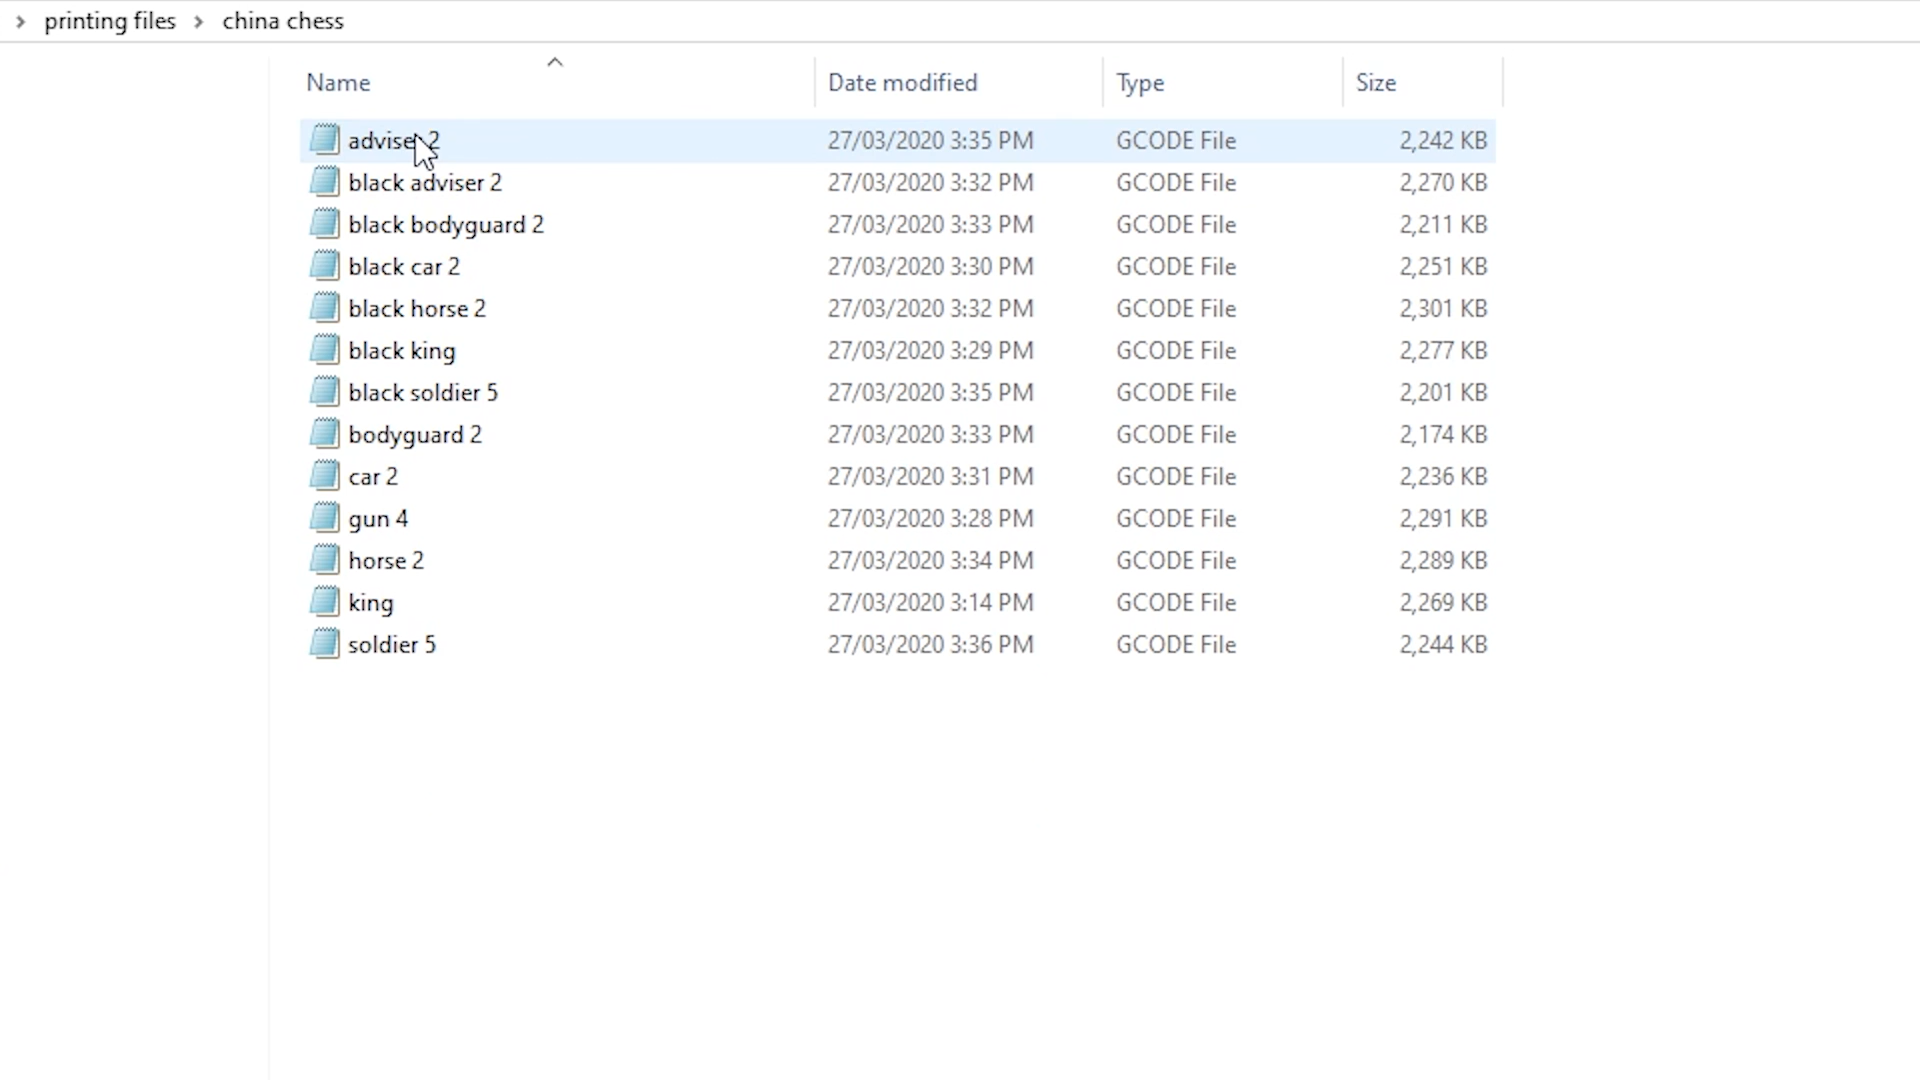 printing files > china chess
Name Date modified Type Size
adviser 2 27/03/2020 3:35 PM GCODE File 2,242 KB
black adviser 2 27/03/2020 3:32 PM GCODE File 2,270 KB
black bodyguard 2 27/03/2020 3:33 PM GCODE File 2,211 KB
black car 2 27/03/2020 3:30 PM GCODE File 2,251 KB
black horse 2 27/03/2020 3:32 PM GCODE File 2,301 KB
black king 27/03/2020 3:29 PM GCODE File 2,277 KB
black soldier 5 27/03/2020 3:35 PM GCODE File 2,201 KB
bodyguard 2 27/03/2020 3:33 PM GCODE File 2,174 KB
car 2 27/03/2020 3:31 PM GCODE File 2,236 KB
gun 4 27/03/2020 3:28 PM GCODE File 2,291 KB
horse 2 27/03/2020 3:34 PM GCODE File 2,289 KB
king 27/03/2020 3:14 PM GCODE File 2,269 KB
soldier 5 27/03/2020 3:36 PM GCODE File 2,244 KB